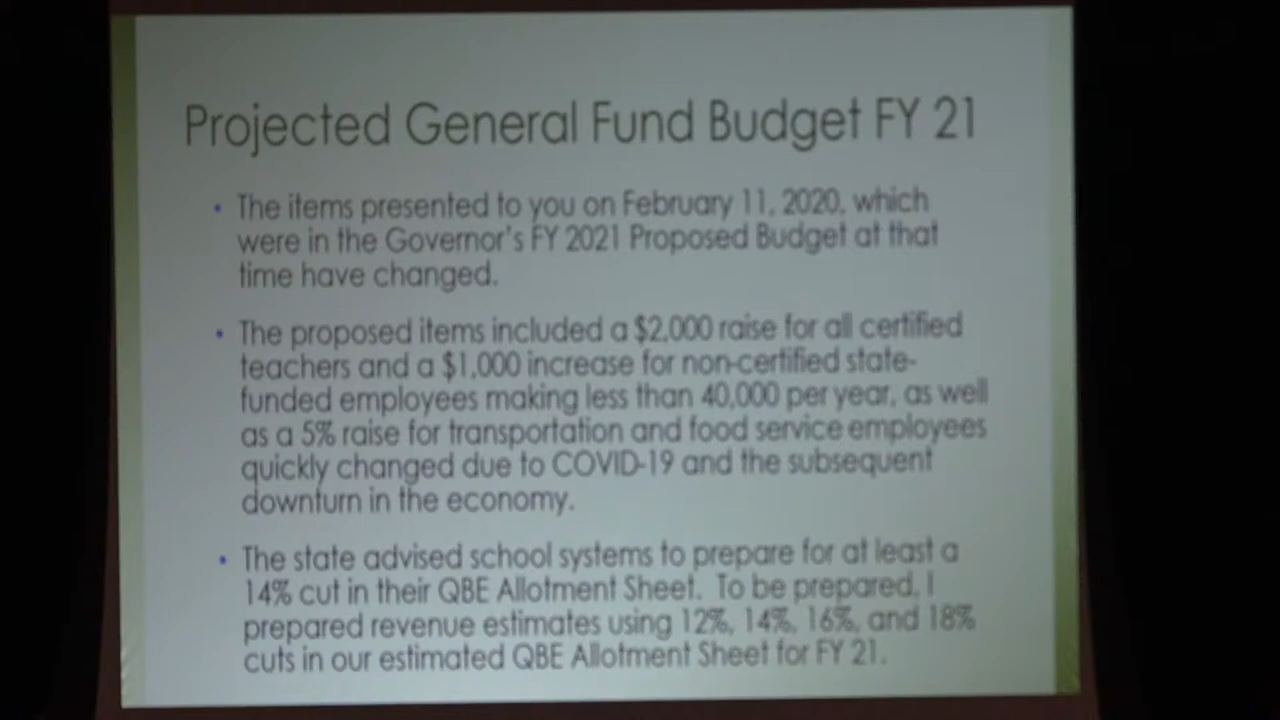 Projected General Fund Budget FY 21
• The items presented to you on February 11, 2020, which
were in the Governor's FY 2021 Proposed Budget at that
time have changed.
• The proposed items included a $2,000 raise for all certified
teachers and a $1,000 increase for non-certified state-
funded employees making less than 40,000 per year, as well
as a 5% raise for transportation and food service employees
quickly changed due to COVID-19 and the subsequent
downturn in the economy.
• The state advised school systems to prepare for at least a
14% cut in their QBE Allotment Sheet. To be prepared, I
prepared revenue estimates using 12%, 14%, 16%, and 18%
cuts in our estimated QBE Allotment Sheet for FY 21.